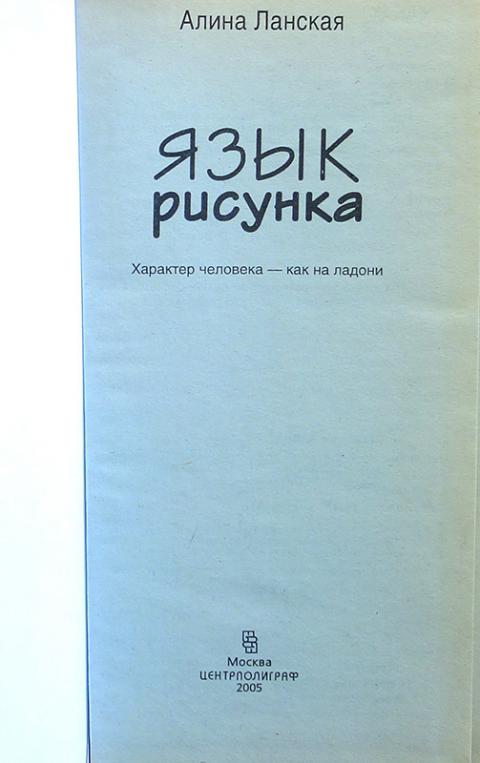 Алина Ланская
ЯЗЫК
рисунка
Характер человека — как на ладони
Москва
ЦЕНТРПОЛИГРАФ
2005